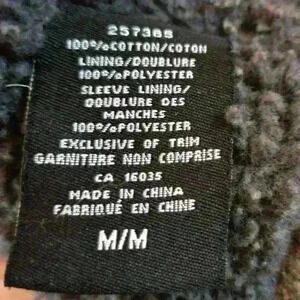 257388
100%COTTON/COTON
LINING/DOUBLURE
100%POLYESTER
SLEEVE LINING/
DOUBLURE DES
MANCHES
100%POLYESTER
EXCLUSIVE OF TRIM
GARNITURE NON COMPRISE
CA 16035
MADE IN CHINA
FABRIQUÉ EN CHINE
M/M